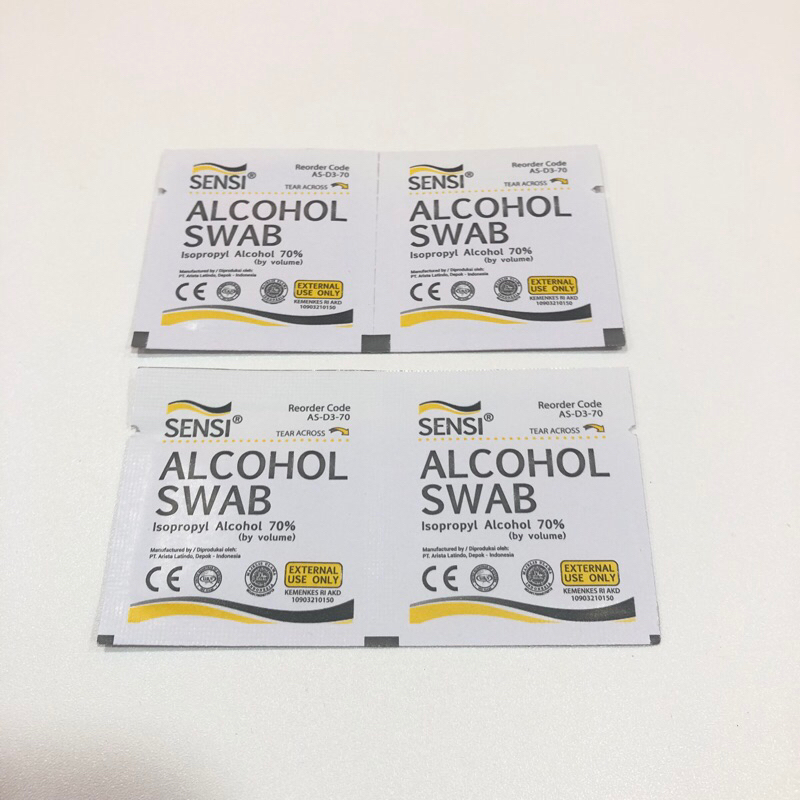 SENSI®
Reorder Code
AS-D3-70
TEAR ACROSS
ALCOHOL
SWAB
Isopropyl Alcohol 70%
(by volume)
Manufactured by / Diproduksi oleh:
PT. Arista Latindo, Depok - Indonesia
CE
EXTERNAL
USE ONLY
KEMENKES RI AKD
10903210150
SENSI®
Reorder Code
AS-D3-70
TEAR ACROSS
ALCOHOL
SWAB
Isopropyl Alcohol 70%
(by volume)
Manufactured by / Diproduksi oleh:
PT. Arista Latindo, Depok - Indonesia
CE
EXTERNAL
USE ONLY
KEMENKES RI AKD
10903210150
SENSI®
Reorder Code
AS-D3-70
TEAR ACROSS
ALCOHOL
SWAB
Isopropyl Alcohol 70%
(by volume)
Manufactured by / Diproduksi oleh:
PT. Arista Latindo, Depok - Indonesia
CE
EXTERNAL
USE ONLY
KEMENKES RI AKD
10903210150
SENSI®
Reorder Code
AS-D3-70
TEAR ACROSS
ALCOHOL
SWAB
Isopropyl Alcohol 70%
(by volume)
Manufactured by / Diproduksi oleh:
PT. Arista Latindo, Depok - Indonesia
CE
EXTERNAL
USE ONLY
KEMENKES RI AKD
10903210150